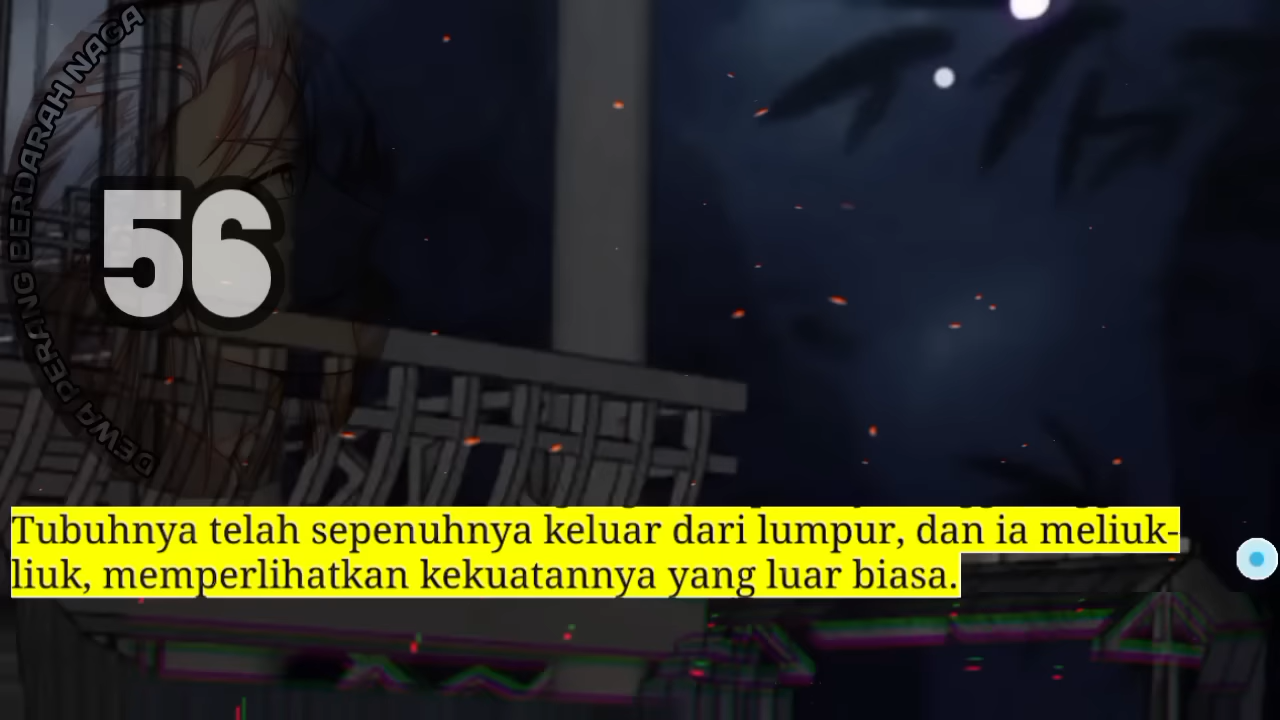 DEWA PERANG BERDARAH NAGA
56
Tubuhnya telah sepenuhnya keluar dari lumpur, dan ia meliuk-
liuk, memperlihatkan kekuatannya yang luar biasa.